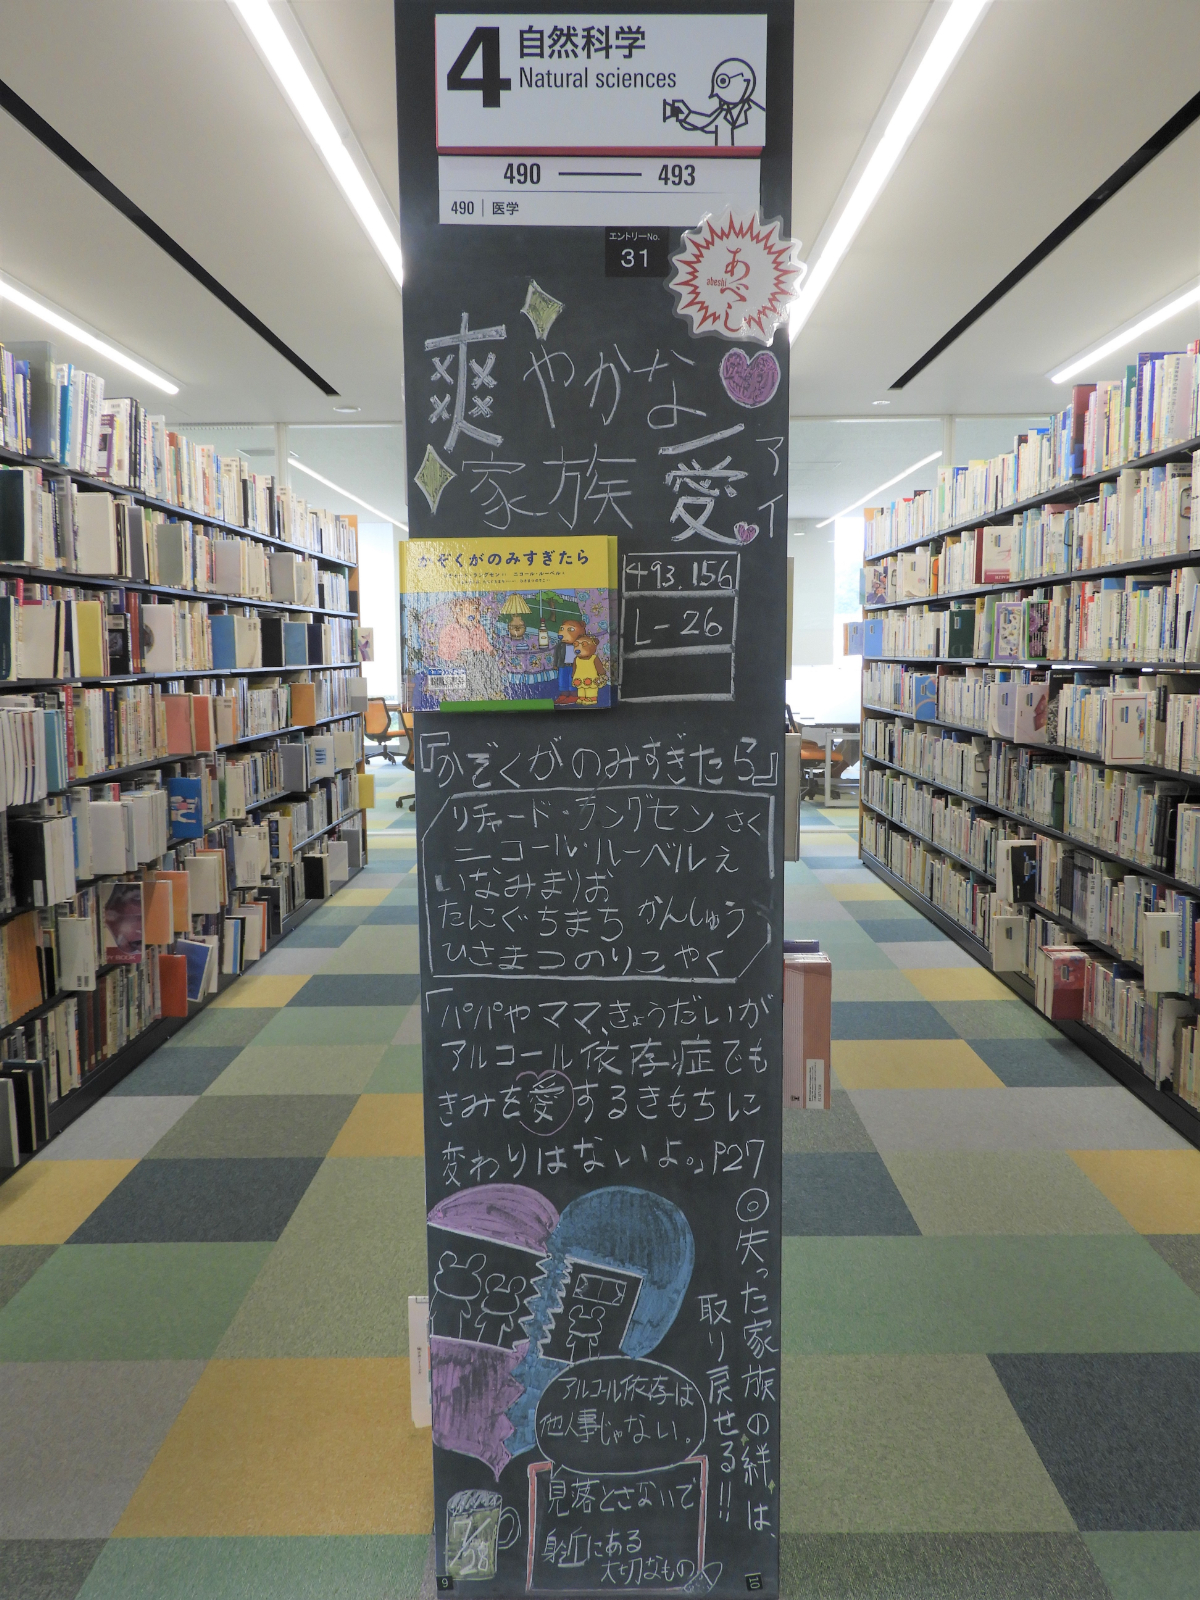 4 自然科学
Natural sciences
490 — 493
490 | 医学
エントリーNo.
31
あべし
abeshi
爽やかな
家族愛
アイ
かぞくがのみすぎたら
493.156
L-26
『かぞくがのみすぎたら』
リチャード・ラングセン さく
ニコール・ルーベル え
いなみまりお
たにぐちまち かんしゅう
ひさまつのりこ やく
「パパやママ、きょうだいが
アルコール依存症でも
きみを愛するきもちに
変わりはないよ。」P27
◎失った家族の絆は、
取り戻せる!!
アルコール依存は
他人事じゃない。
見落とさないで
身近にある
大切なもの
7/28
9
10